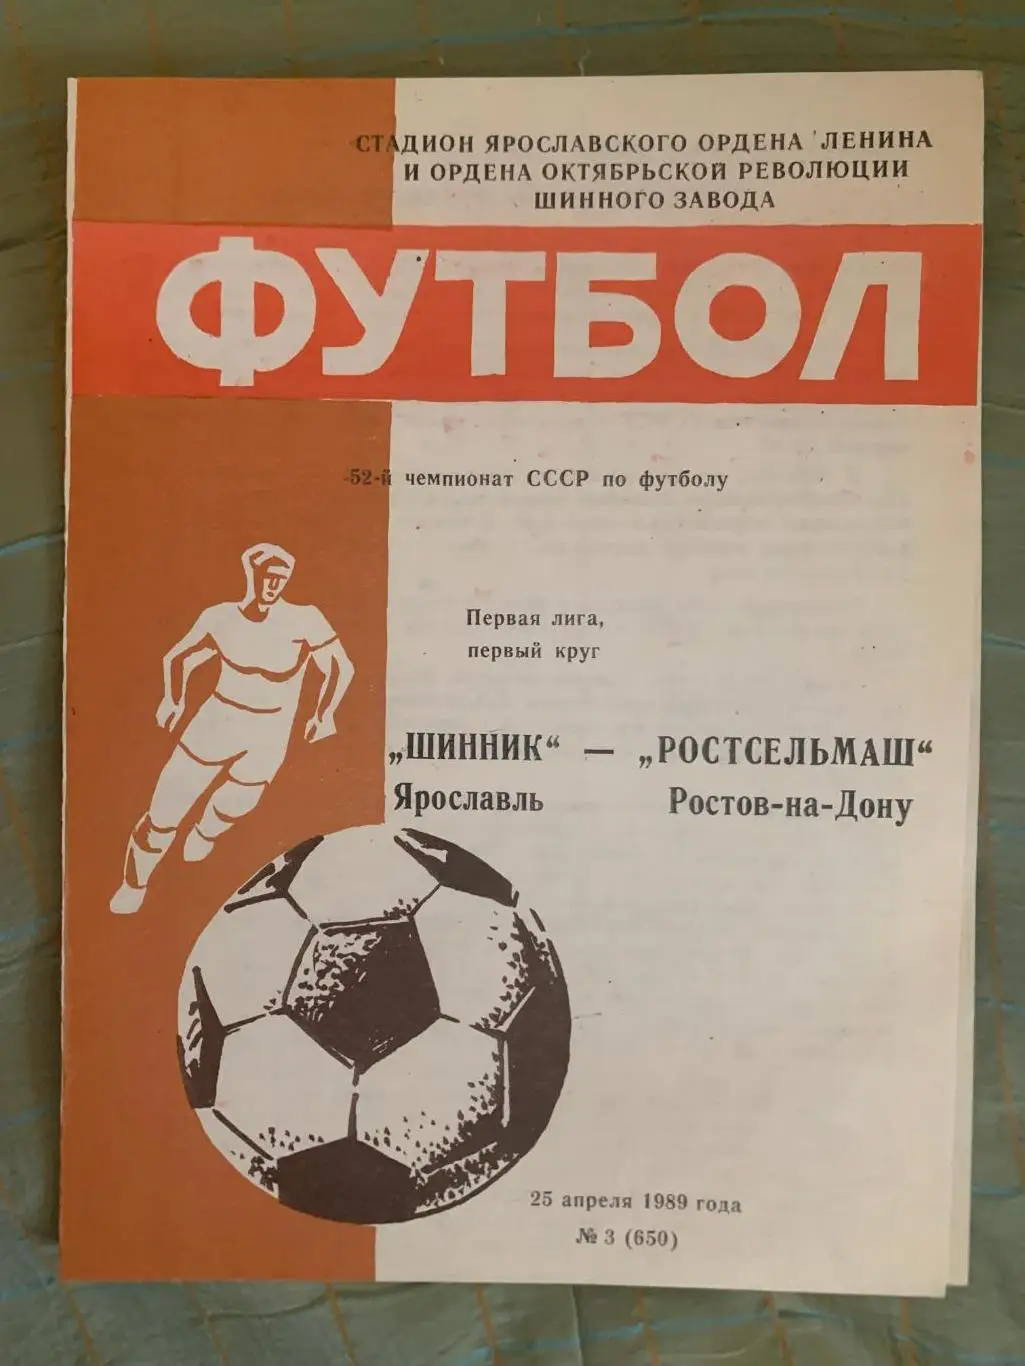 СТАДИОН ЯРОСЛАВСКОГО ОРДЕНА ЛЕНИНА
И ОРДЕНА ОКТЯБРЬСКОЙ РЕВОЛЮЦИИ
ШИННОГО ЗАВОДА
ФУТБОЛ
52-й чемпионат СССР по футболу
Первая лига,
первый круг
„ШИННИК“ — „РОСТСЕЛЬМАШ“
Ярославль Ростов-на-Дону
25 апреля 1989 года
№ 3 (650)